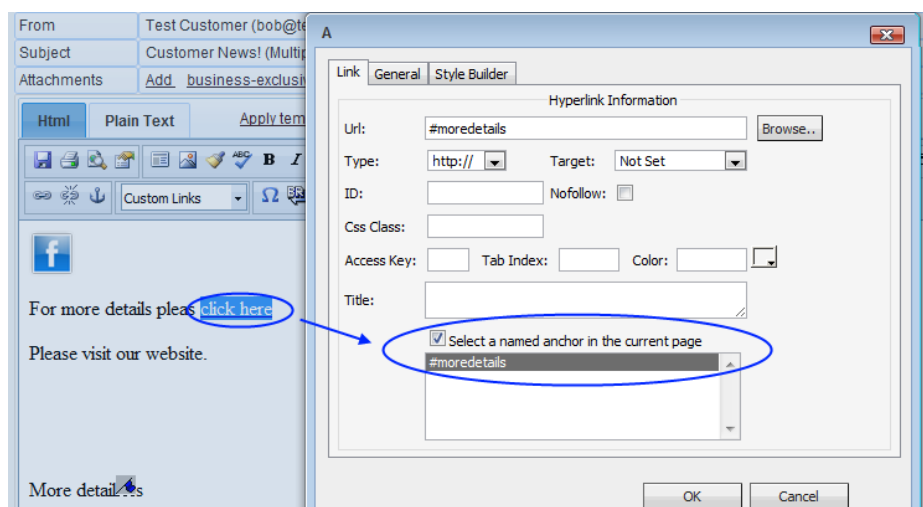 From Test Customer (bob@te
A
Subject Customer News! (Multip
Attachments Add business-exclusi
Link General Style Builder
Html Plain Text Apply tem
Hyperlink Information
Url: #moredetails Browse..
Type: http:// Target: Not Set
B I
ID: Nofollow:
Custom Links Ω BR
Css Class:
Access Key: Tab Index: Color:
f
Title:
For more details pleas click here
Select a named anchor in the current page
Please visit our website.
#moredetails
More detail s
OK Cancel